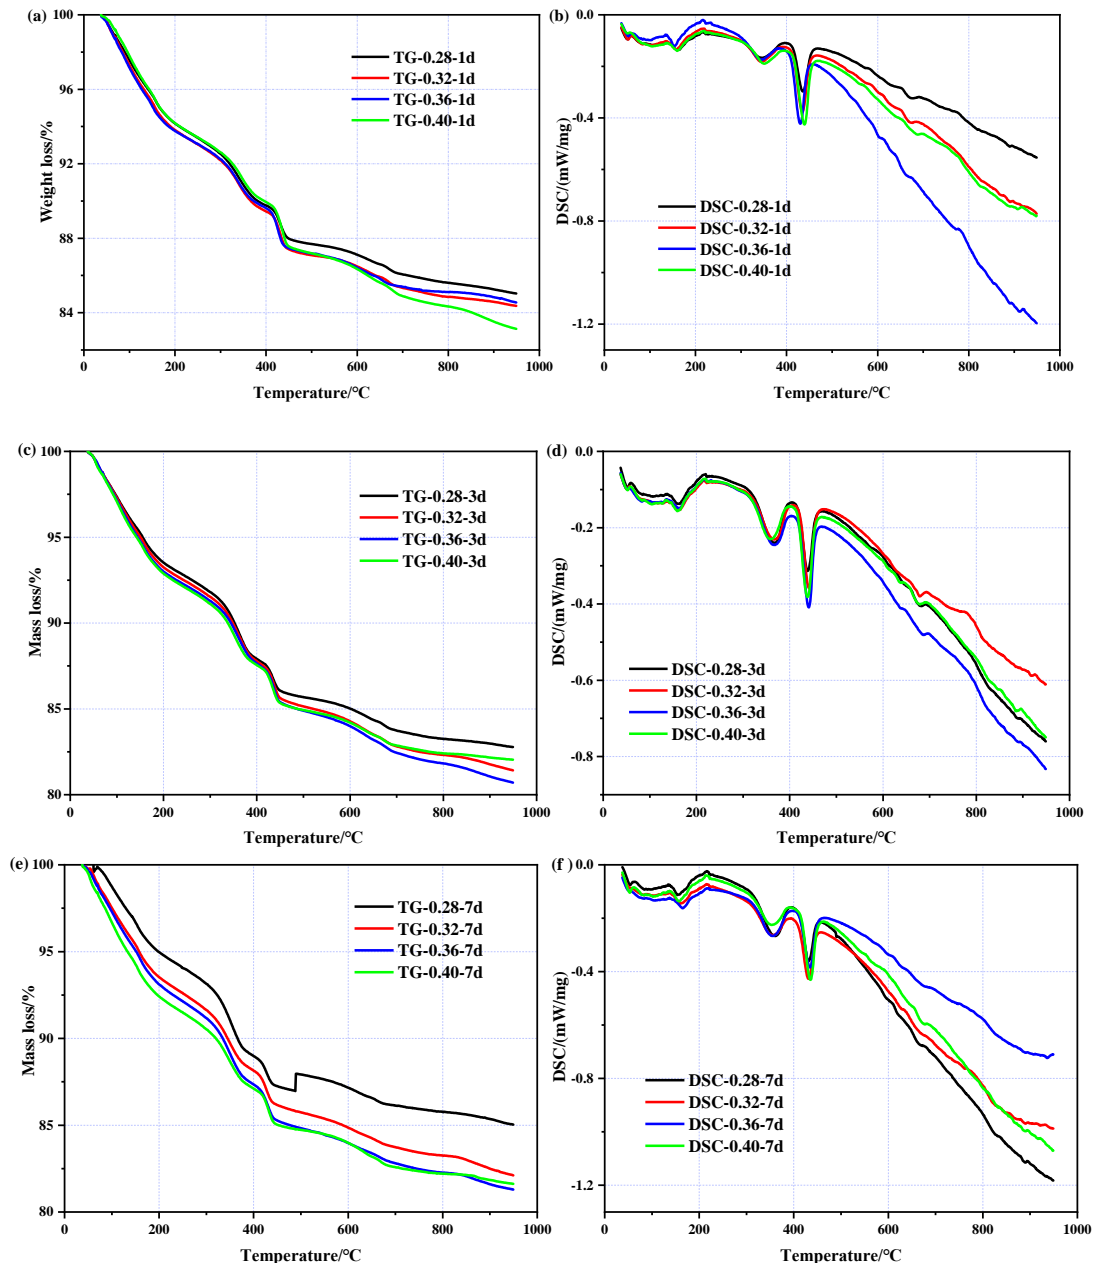 (a)
100
96
92
88
84
Weight loss/%
TG-0.28-1d
TG-0.32-1d
TG-0.36-1d
TG-0.40-1d
0 200 400 600 800 1000
Temperature/°C
(b)
0.0
-0.4
-0.8
-1.2
DSC/(mW/mg)
DSC-0.28-1d
DSC-0.32-1d
DSC-0.36-1d
DSC-0.40-1d
0 200 400 600 800 1000
Temperature/°C
(c)
100
95
90
85
80
Mass loss/%
TG-0.28-3d
TG-0.32-3d
TG-0.36-3d
TG-0.40-3d
0 200 400 600 800 1000
Temperature/°C
(d)
0.0
-0.2
-0.4
-0.6
-0.8
DSC/(mW/mg)
DSC-0.28-3d
DSC-0.32-3d
DSC-0.36-3d
DSC-0.40-3d
0 200 400 600 800 1000
Temperature/°C
(e)
100
95
90
85
80
Mass loss/%
TG-0.28-7d
TG-0.32-7d
TG-0.36-7d
TG-0.40-7d
0 200 400 600 800 1000
Temperature/°C
(f)
0.0
-0.4
-0.8
-1.2
DSC/(mW/mg)
DSC-0.28-7d
DSC-0.32-7d
DSC-0.36-7d
DSC-0.40-7d
0 200 400 600 800 1000
Temperature/°C